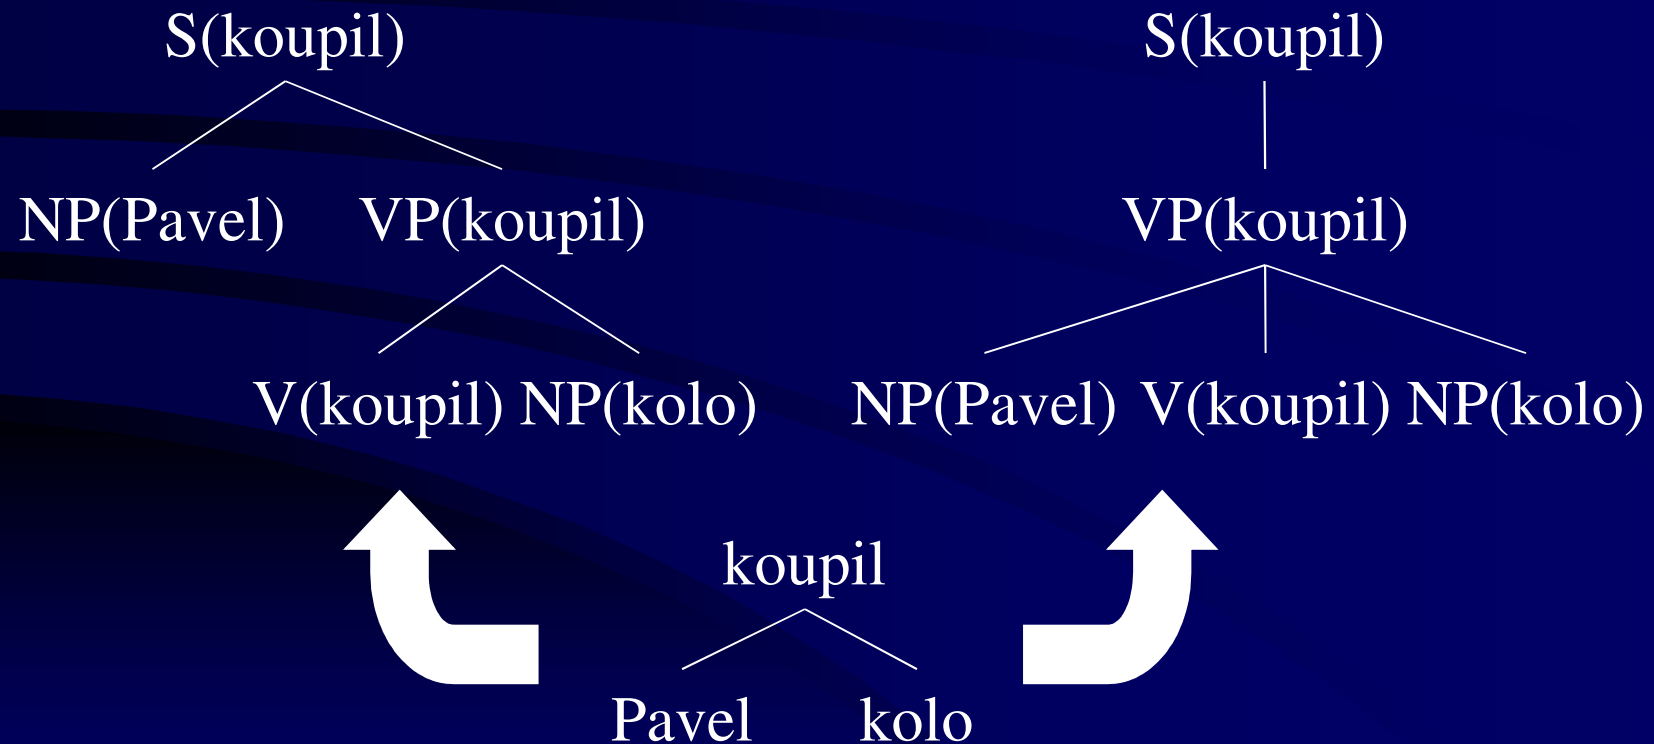 S(koupil) S(koupil)
NP(Pavel) VP(koupil) VP(koupil)
V(koupil) NP(kolo) NP(Pavel) V(koupil) NP(kolo)
koupil
Pavel kolo